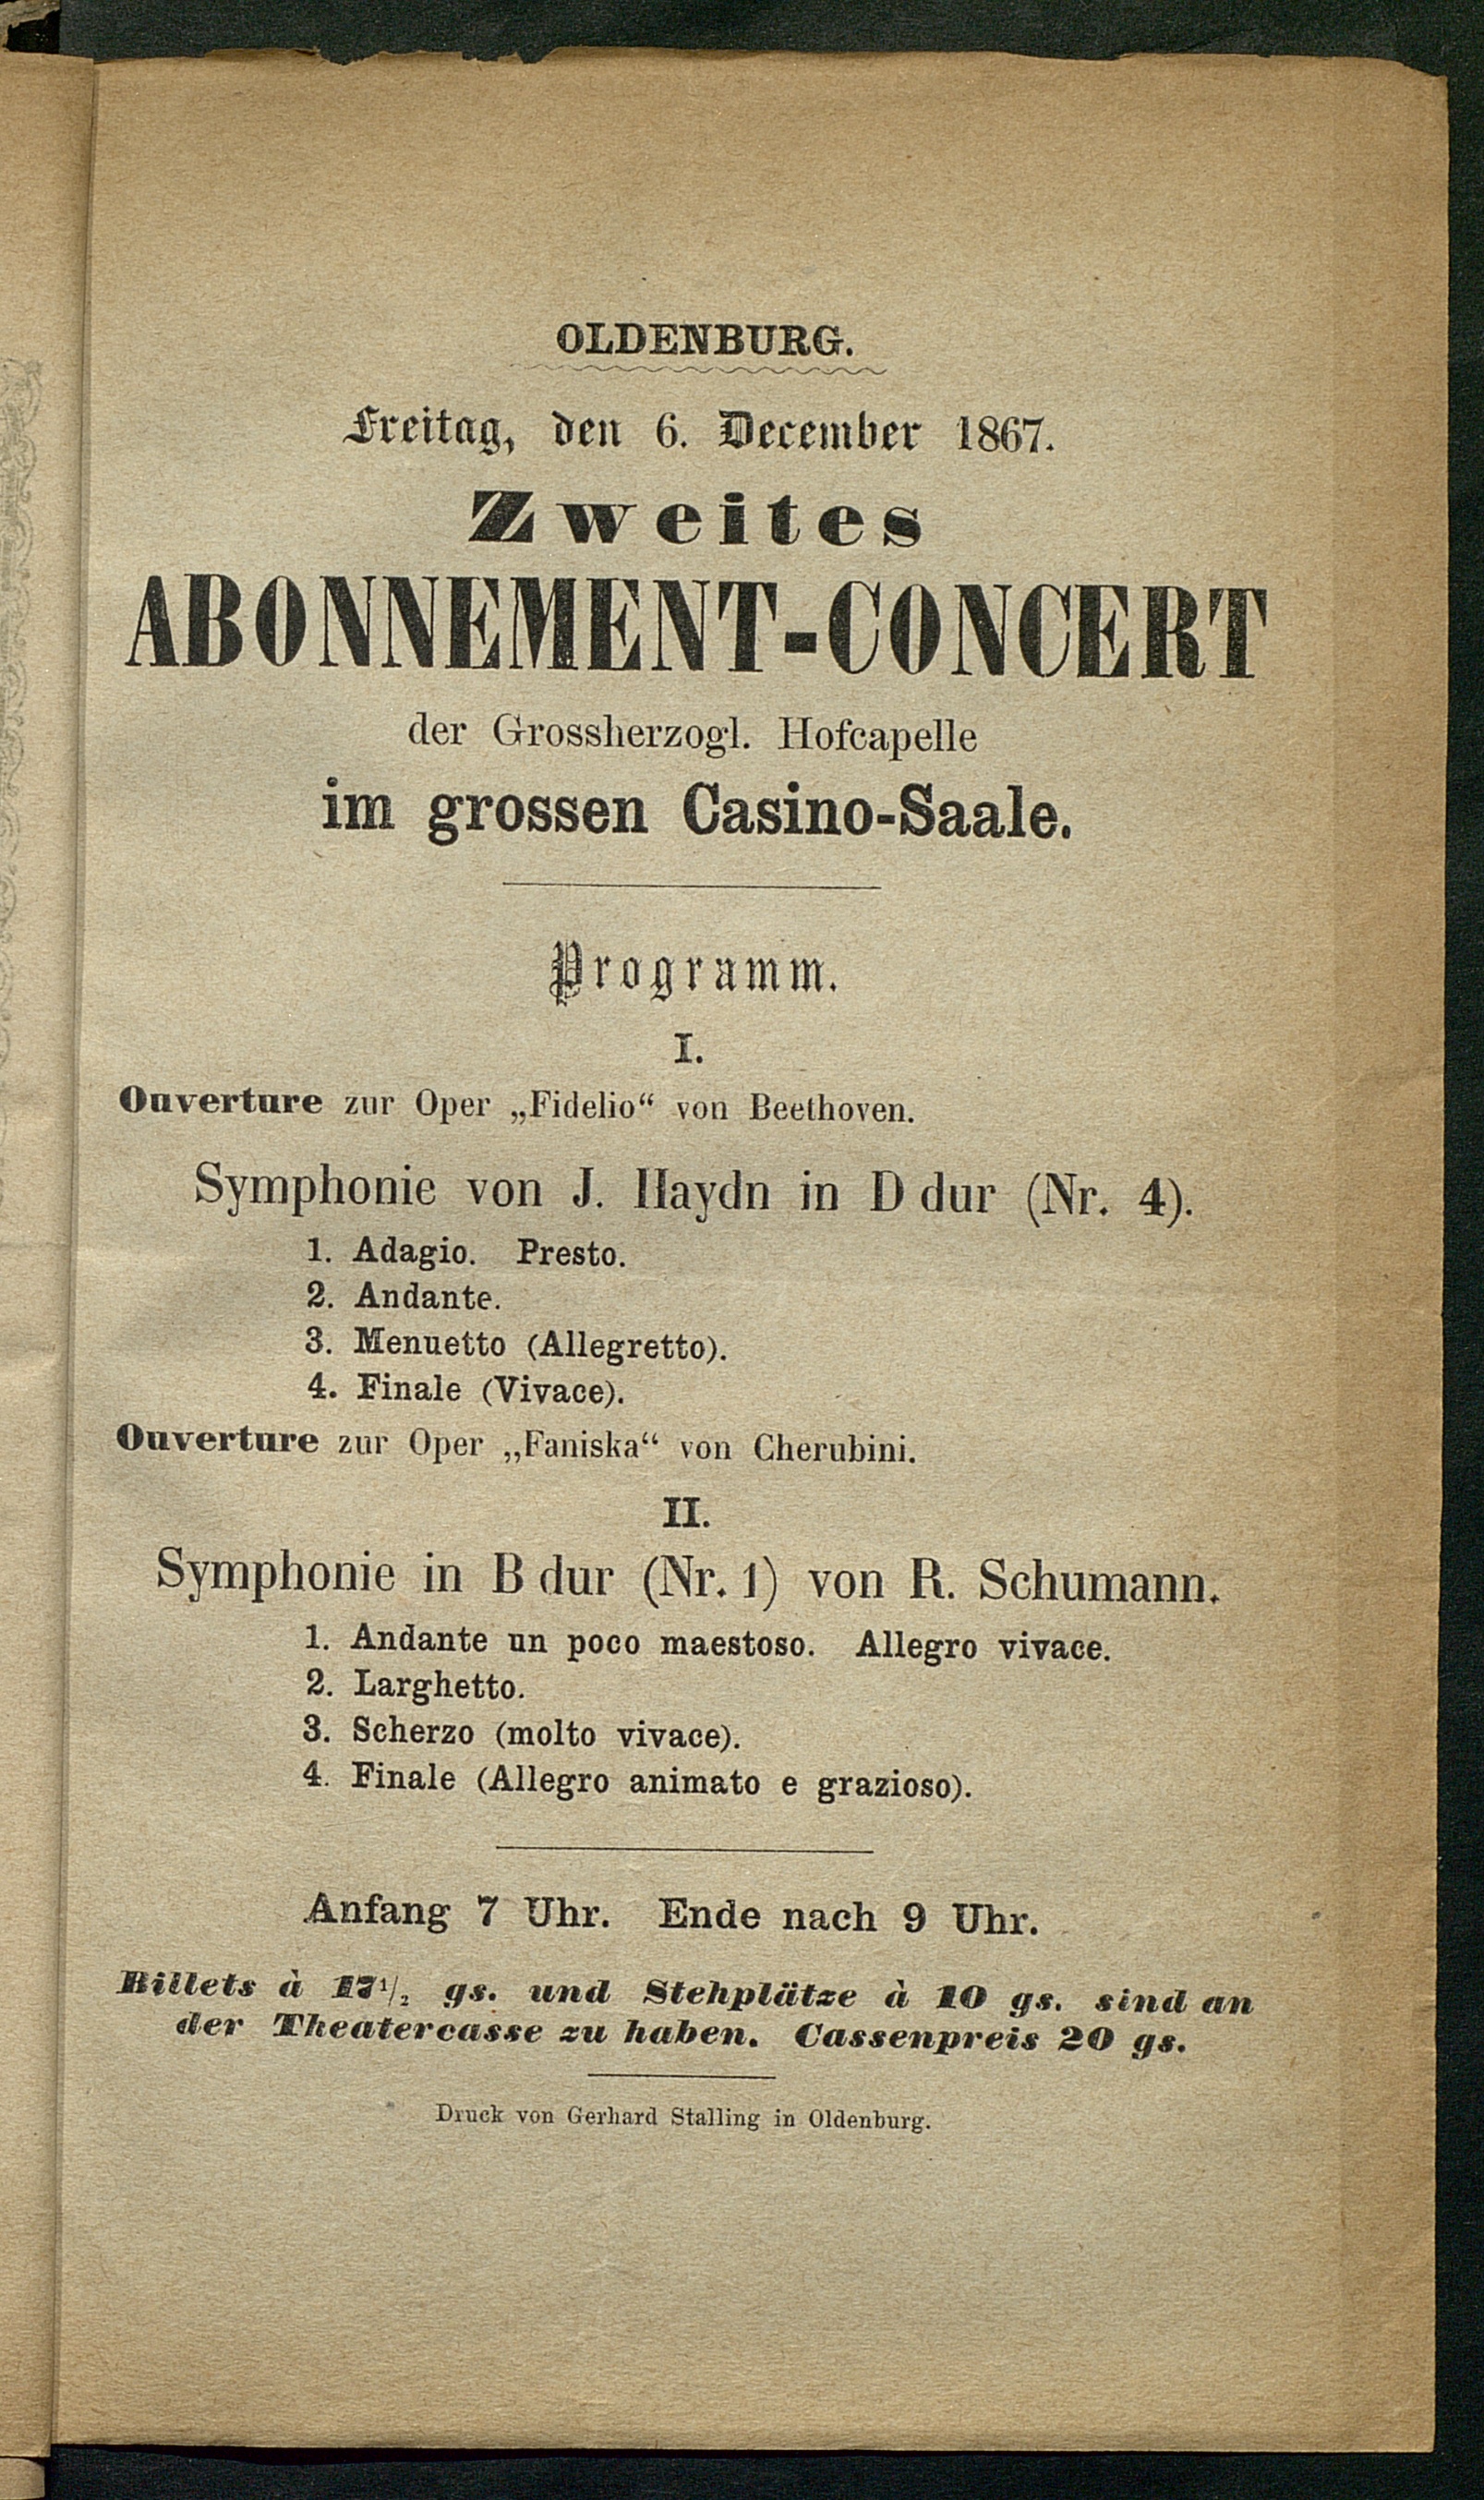 OLDENBURG.
Freitag, den 6. December 1867.
Zweites
ABONNEMENT-CONCERT
der Grossherzogl. Hofcapelle
im grossen Casino-Saale.
Programm.
I.
Ouverture zur Oper „Fidelio“ von Beethoven.
Symphonie von J. Haydn in D dur (Nr. 4).
1. Adagio. Presto.
2. Andante.
3. Menuetto (Allegretto).
4. Finale (Vivace).
Ouverture zur Oper „Faniska“ von Cherubini.
II.
Symphonie in B dur (Nr. 1) von R. Schumann.
1. Andante un poco maestoso. Allegro vivace.
2. Larghetto.
3. Scherzo (molto vivace).
4. Finale (Allegro animato e grazioso).
Anfang 7 Uhr. Ende nach 9 Uhr.
Billets à 17 1/2 gs. und Stehplätze à 10 gs. sind an
der Theatercasse zu haben. Cassenpreis 20 gs.
Druck von Gerhard Stalling in Oldenburg.